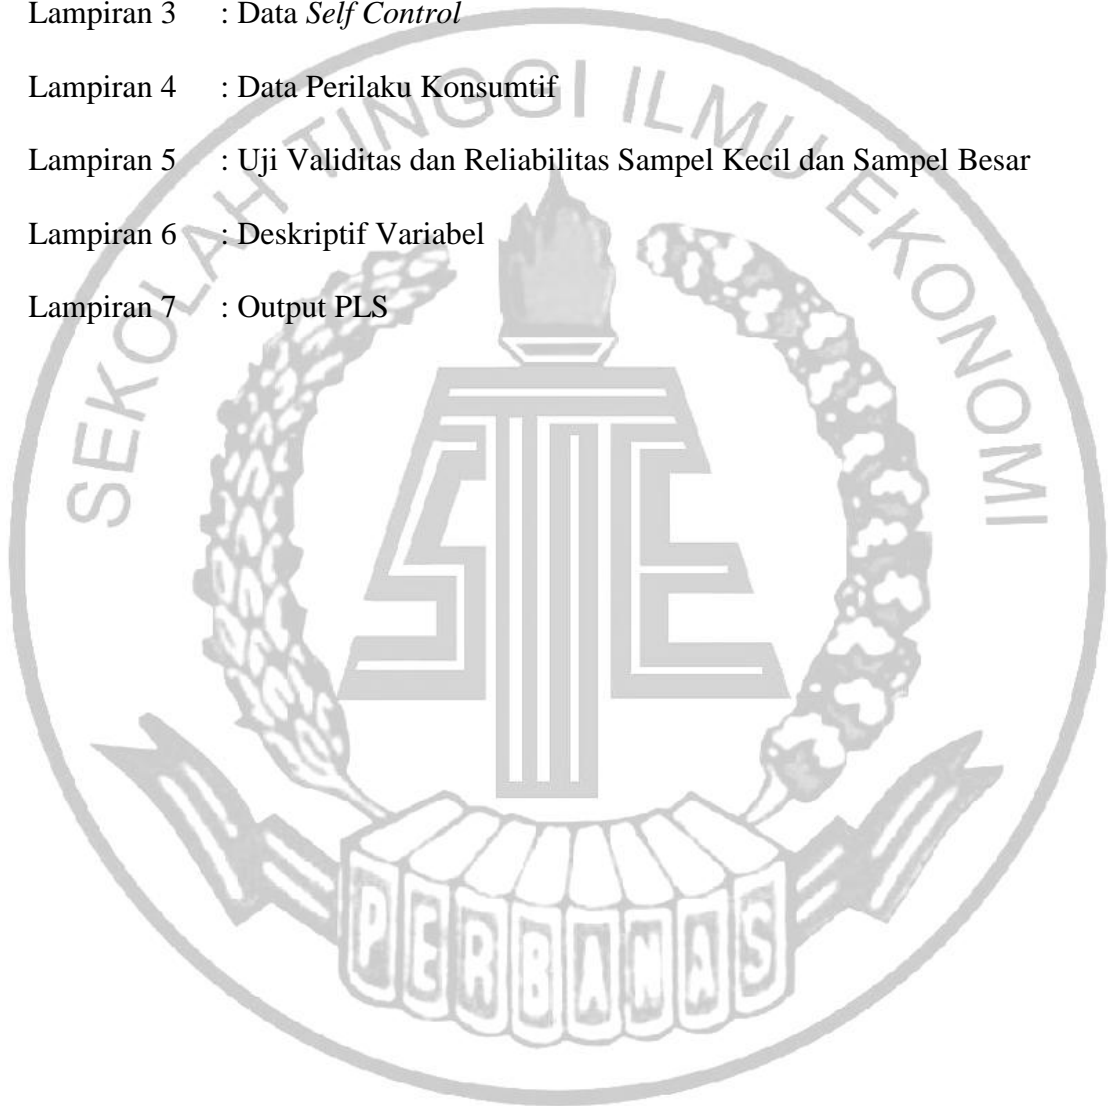 Lampiran 3 : Data Self Control
Lampiran 4 : Data Perilaku Konsumtif
Lampiran 5 : Uji Validitas dan Reliabilitas Sampel Kecil dan Sampel Besar
Lampiran 6 : Deskriptif Variabel
Lampiran 7 : Output PLS
SEKOLAH TINGGI ILMU EKONOMI
STIE
PERBANAS